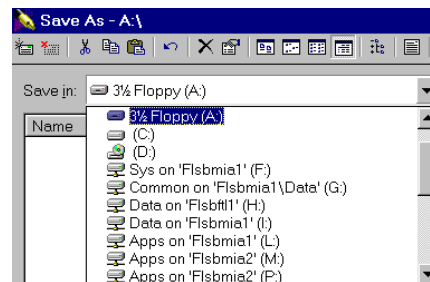 Save As - A:\
Save in: 3½ Floppy (A:)
Name
3½ Floppy (A:)
(C:)
(D:)
Sys on 'Flsbmia1' (F:)
Common on 'Flsbmia1\Data' (G:)
Data on 'Flsbftl1' (H:)
Data on 'Flsbmia1' (I:)
Apps on 'Flsbmia1' (L:)
Apps on 'Flsbmia2' (M:)
Apps on 'Flsbmia2' (P:)